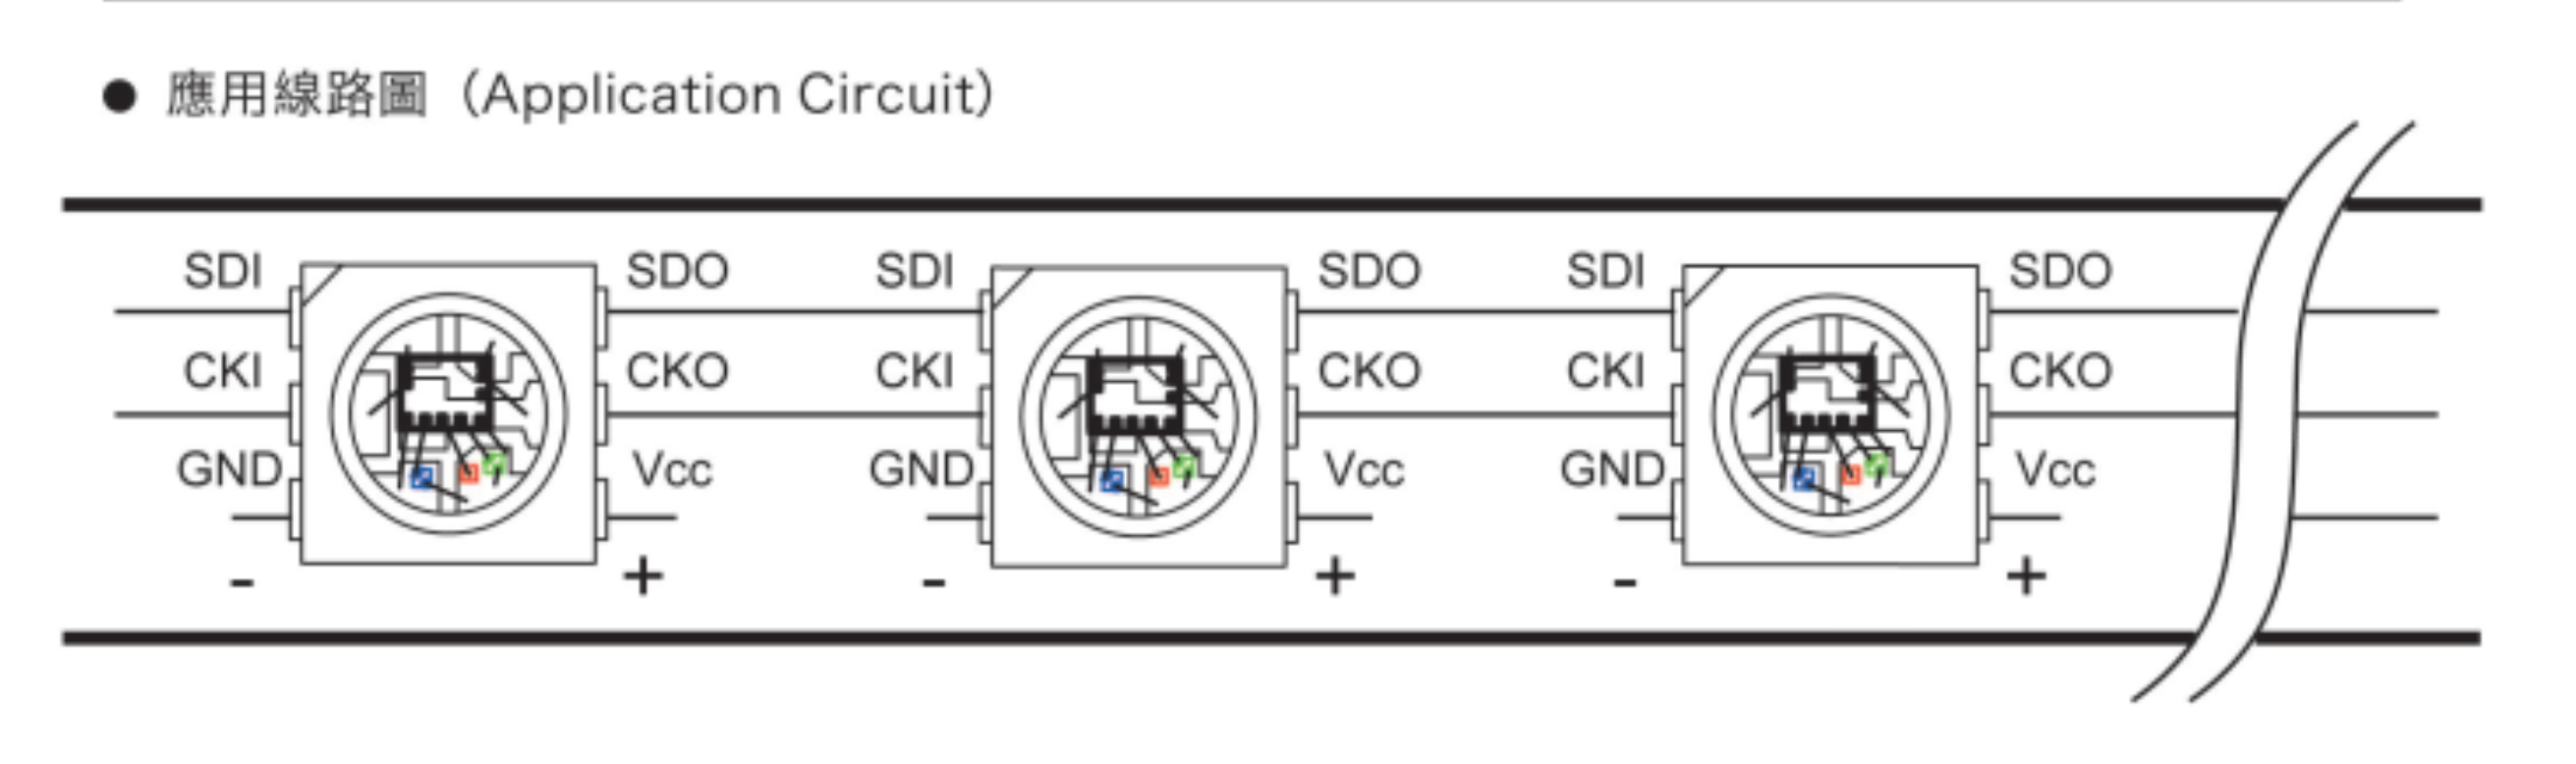 ● 應用線路圖（Application Circuit）
SDI SDO SDI SDO SDI SDO
CKI CKO CKI CKO CKI CKO
GND Vcc GND Vcc GND Vcc
- + - + - +